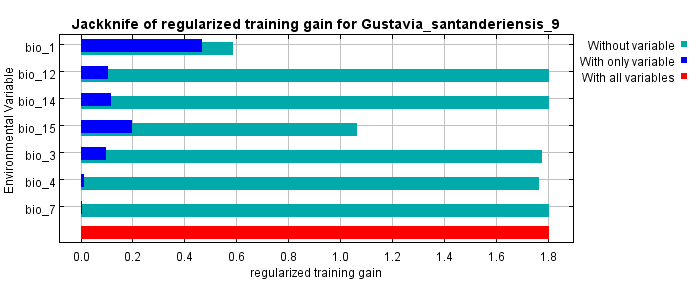 Jackknife of regularized training gain for Gustavia_santanderiensis_9
Environmental Variable
bio_1
bio_12
bio_14
bio_15
bio_3
bio_4
bio_7
0.0 0.2 0.4 0.6 0.8 1.0 1.2 1.4 1.6 1.8
regularized training gain
Without variable
With only variable
With all variables